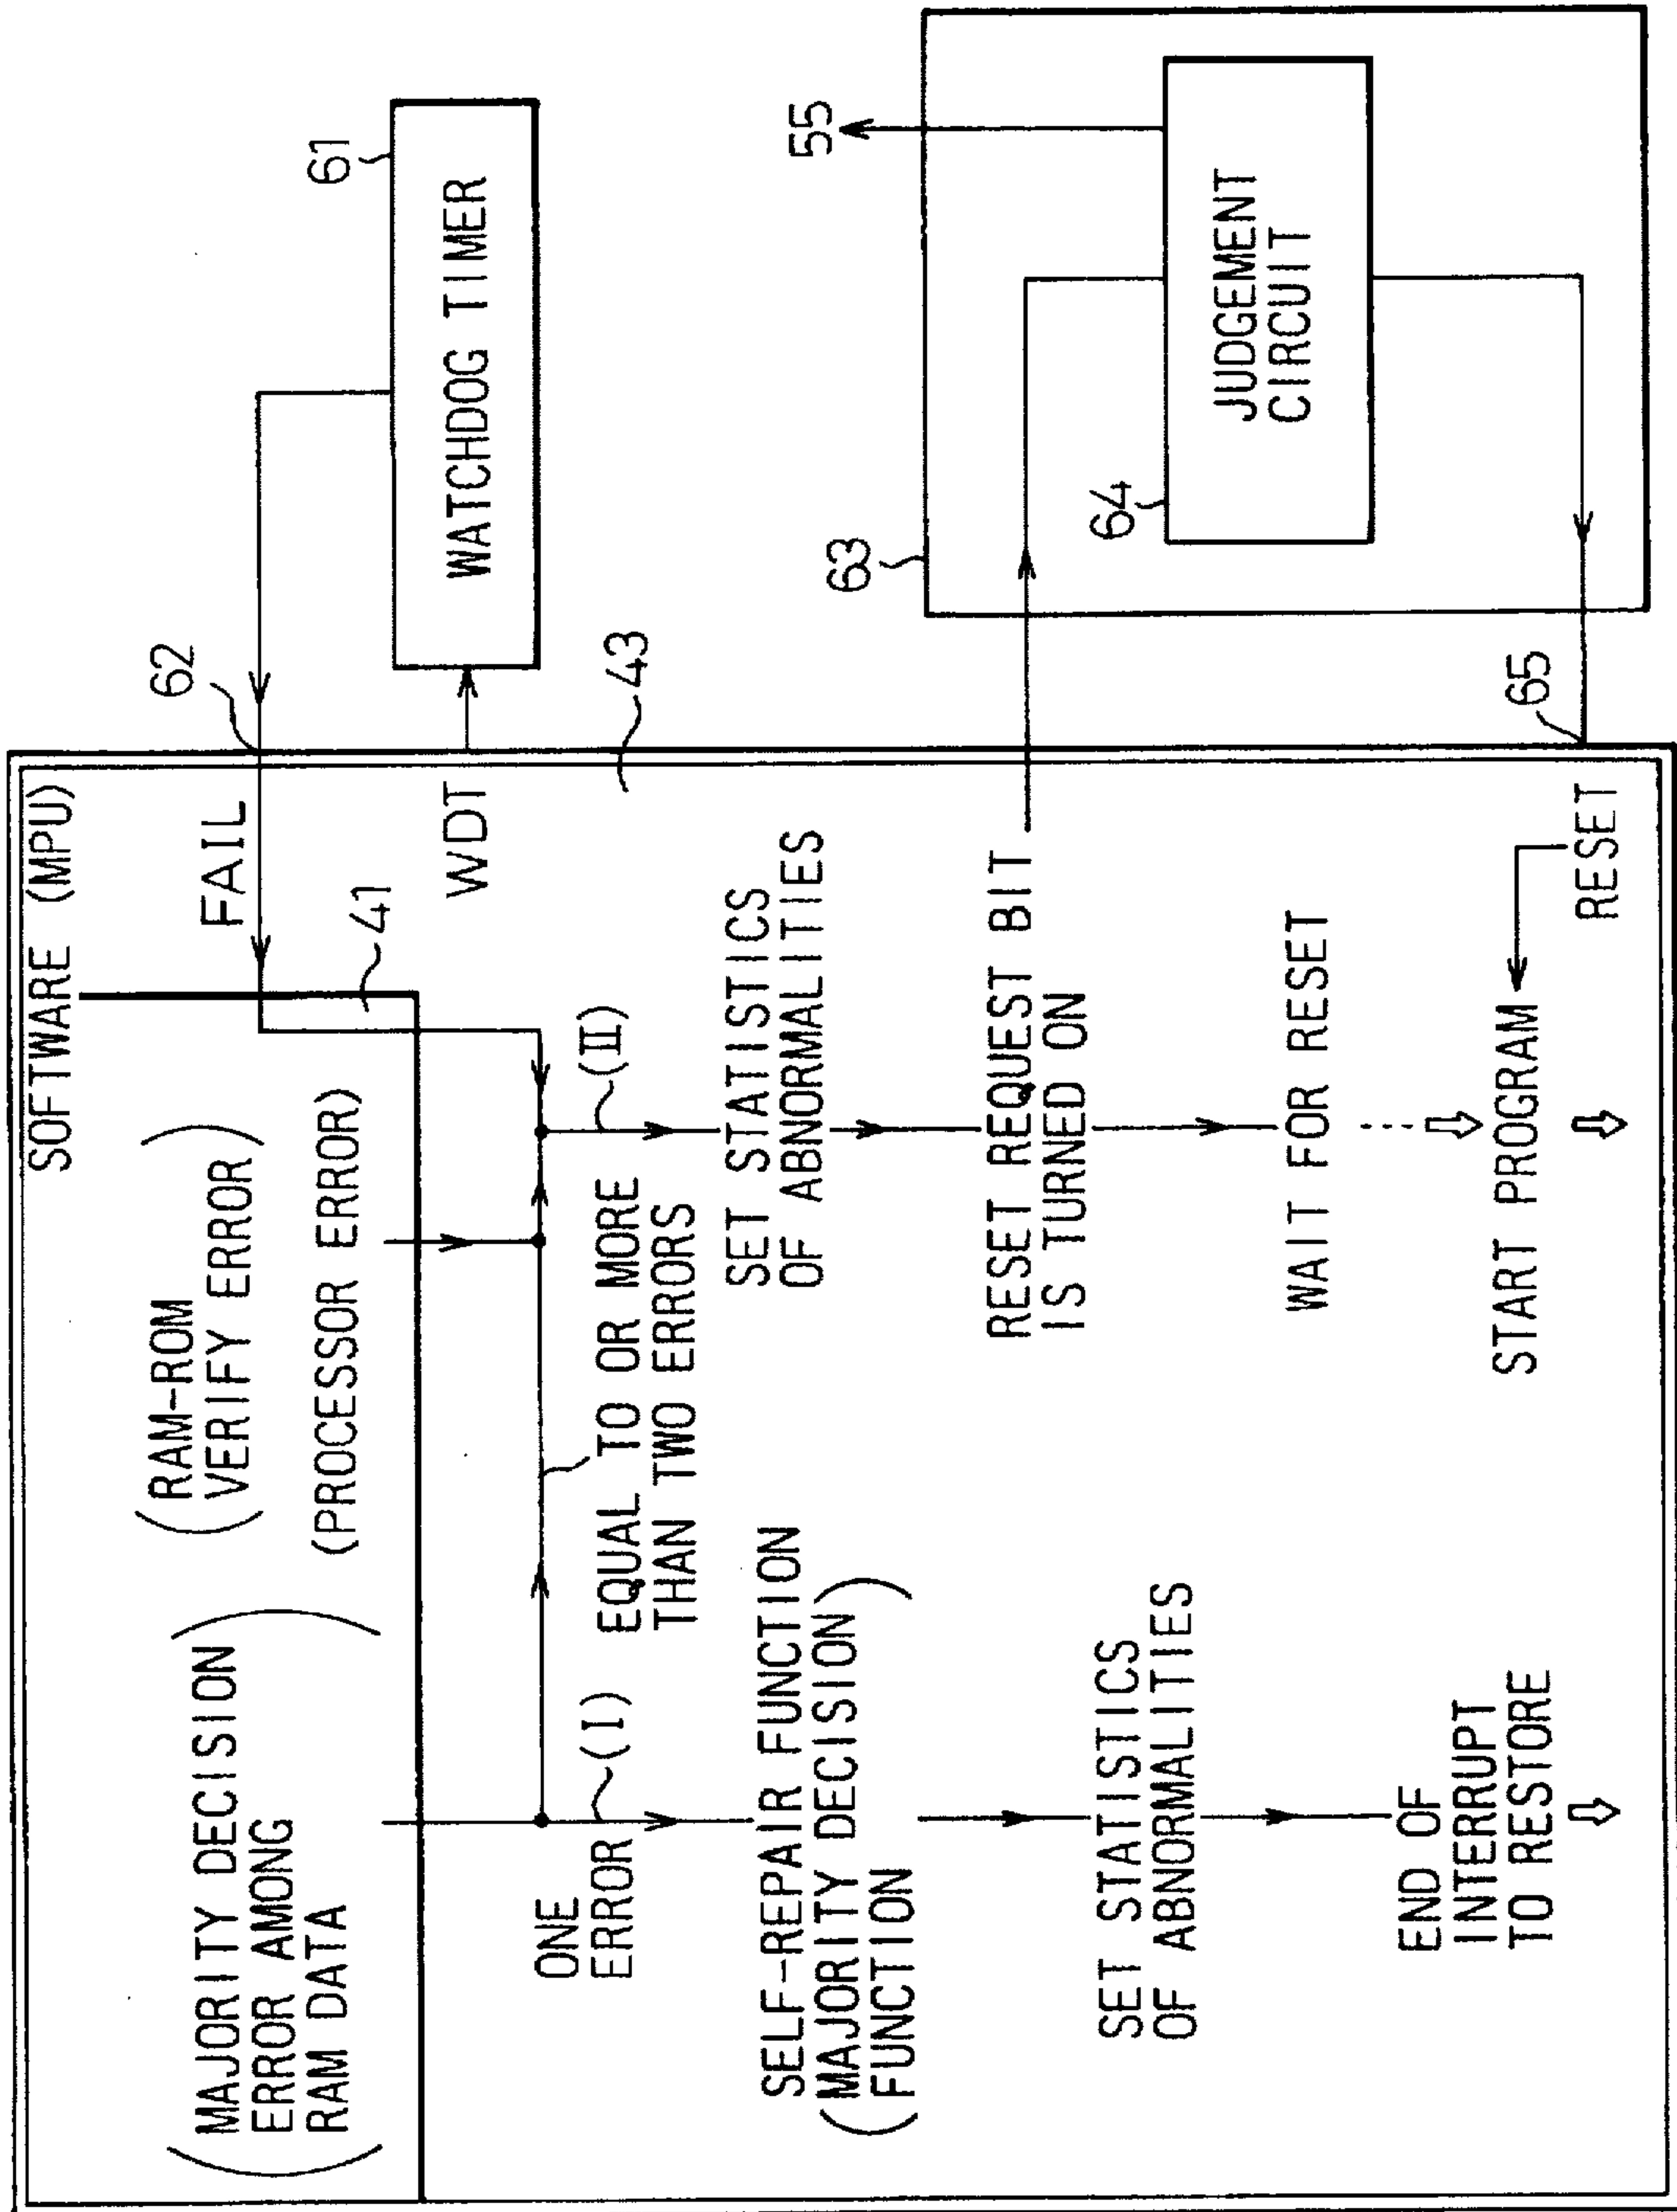 SOFTWARE (MPU)
(MAJORITY DECISION
ERROR AMONG
RAM DATA)
(RAM-ROM
VERIFY ERROR)
(PROCESSOR ERROR)
41
FAIL
62
WDT
61
WATCHDOG TIMER
43
ONE
ERROR
(I)
EQUAL TO OR MORE
THAN TWO ERRORS
(II)
SELF-REPAIR FUNCTION
(MAJORITY DECISION
FUNCTION)
SET STATISTICS
OF ABNORMALITIES
END OF
INTERRUPT
TO RESTORE
SET STATISTICS
OF ABNORMALITIES
RESET REQUEST BIT
IS TURNED ON
WAIT FOR RESET
START PROGRAM
RESET
65
63
64
JUDGEMENT
CIRCUIT
55